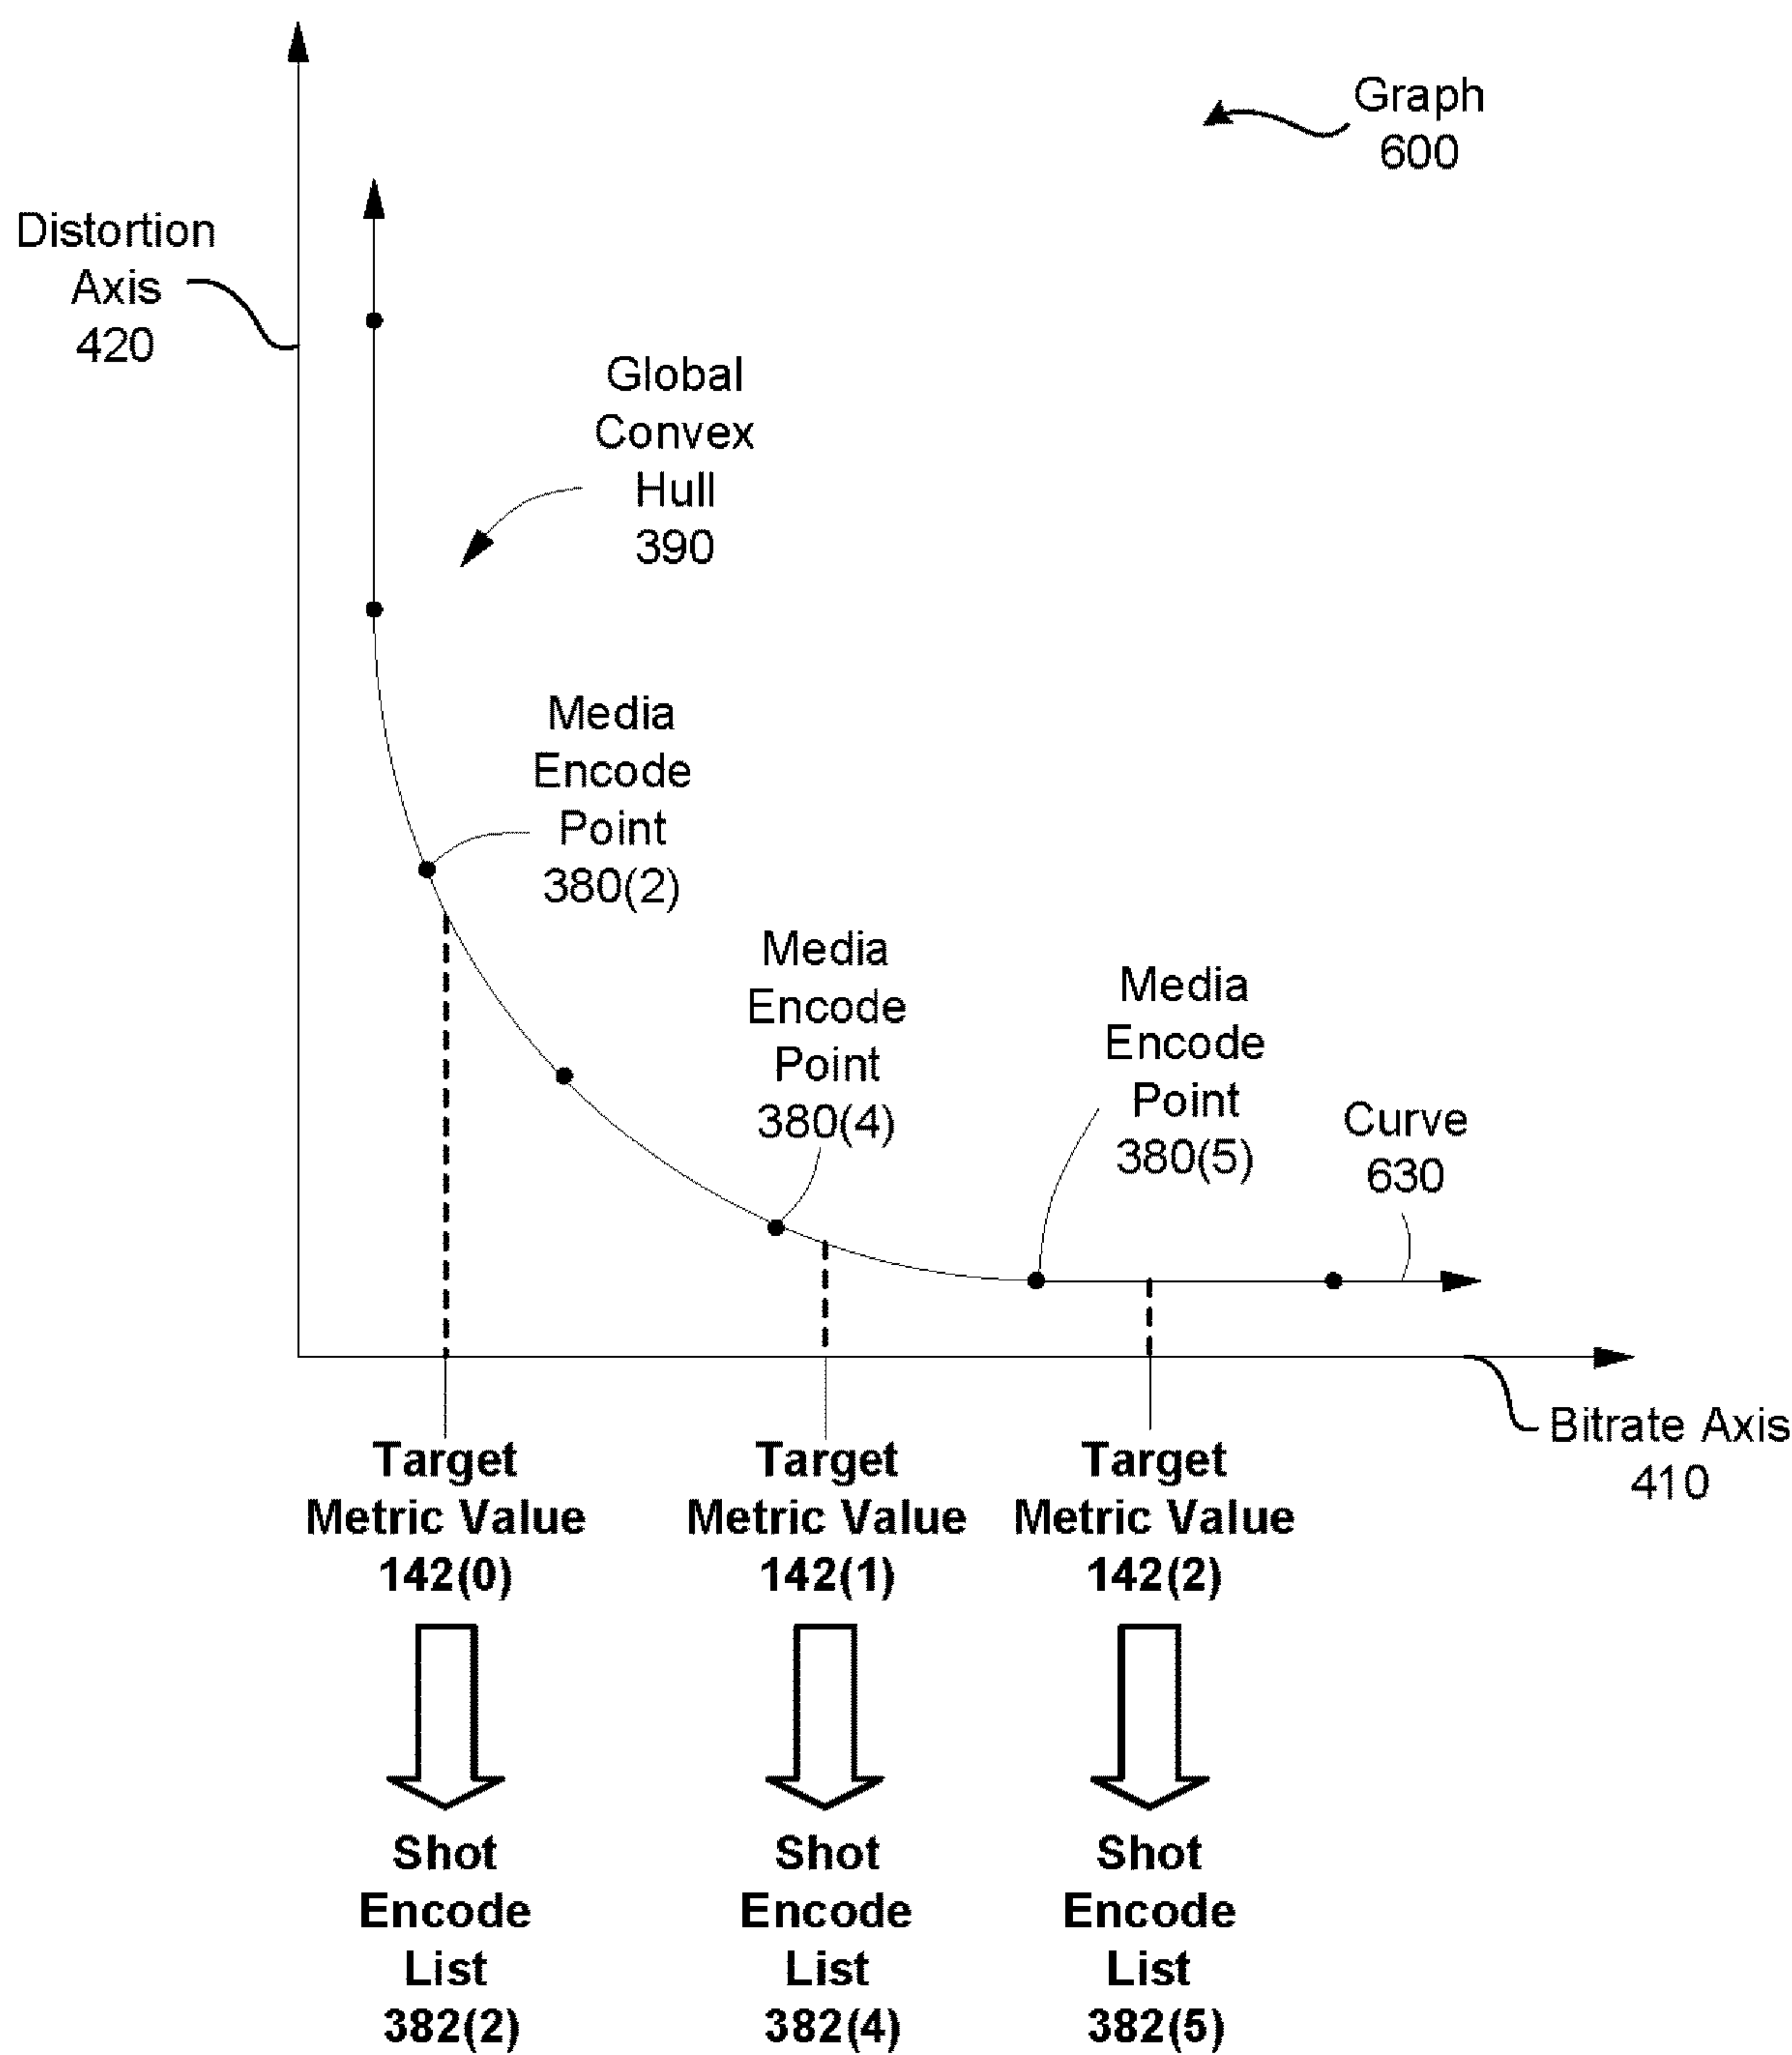 Graph
600
Distortion
Axis
420
Global
Convex
Hull
390
Media
Encode
Point
380(2)
Media
Encode
Point
380(4)
Media
Encode
Point
380(5)
Curve
630
Bitrate Axis
410
Target
Metric Value
142(0)
Target
Metric Value
142(1)
Target
Metric Value
142(2)
Shot
Encode
List
382(2)
Shot
Encode
List
382(4)
Shot
Encode
List
382(5)